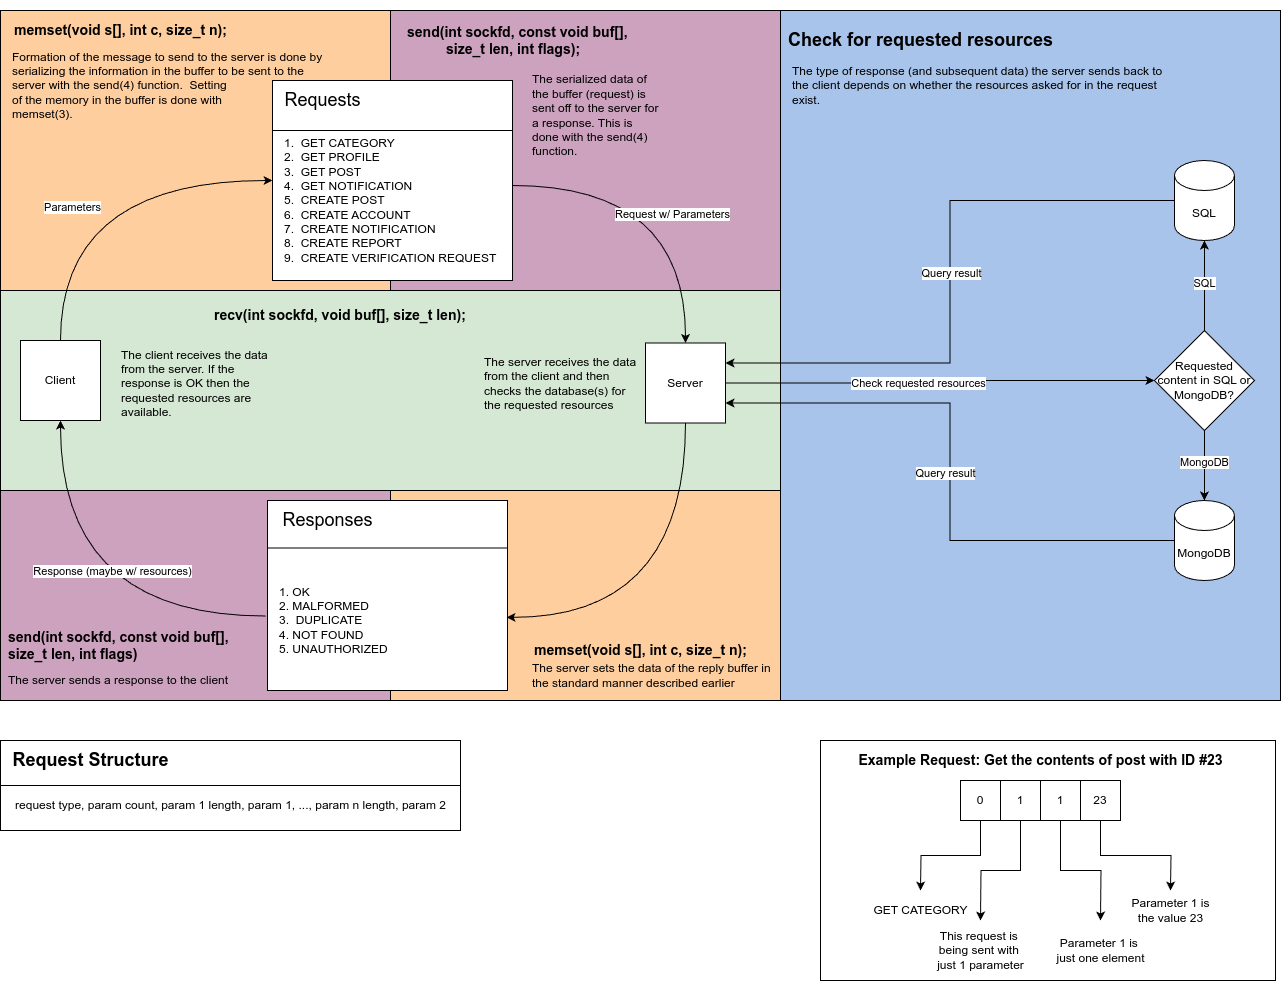 memset(void s[], int c, size_t n);
Formation of the message to send to the server is done by
serializing the information in the buffer to be sent to the
server with the send(4) function. Setting
of the memory in the buffer is done with
memset(3).
send(int sockfd, const void buf[],
size_t len, int flags);
The serialized data of
the buffer (request) is
sent off to the server for
a response. This is
done with the send(4)
function.
Check for requested resources
The type of response (and subsequent data) the server sends back to
the client depends on whether the resources asked for in the request
exist.
Requests
1. GET CATEGORY
2. GET PROFILE
3. GET POST
4. GET NOTIFICATION
5. CREATE POST
6. CREATE ACCOUNT
7. CREATE NOTIFICATION
8. CREATE REPORT
9. CREATE VERIFICATION REQUEST
Parameters
Request w/ Parameters
SQL
Query result
SQL
recv(int sockfd, void buf[], size_t len);
Client
The client receives the data
from the server. If the
response is OK then the
requested resources are
available.
The server receives the data
from the client and then
checks the database(s) for
the requested resources
Server
Check requested resources
Requested
content in SQL or
MongoDB?
MongoDB
Query result
MongoDB
Responses
1. OK
2. MALFORMED
3. DUPLICATE
4. NOT FOUND
5. UNAUTHORIZED
Response (maybe w/ resources)
send(int sockfd, const void buf[],
size_t len, int flags)
The server sends a response to the client
memset(void s[], int c, size_t n);
The server sets the data of the reply buffer in
the standard manner described earlier
Request Structure
request type, param count, param 1 length, param 1, ..., param n length, param 2
Example Request: Get the contents of post with ID #23
0 1 1 23
GET CATEGORY
This request is
being sent with
just 1 parameter
Parameter 1 is
just one element
Parameter 1 is
the value 23